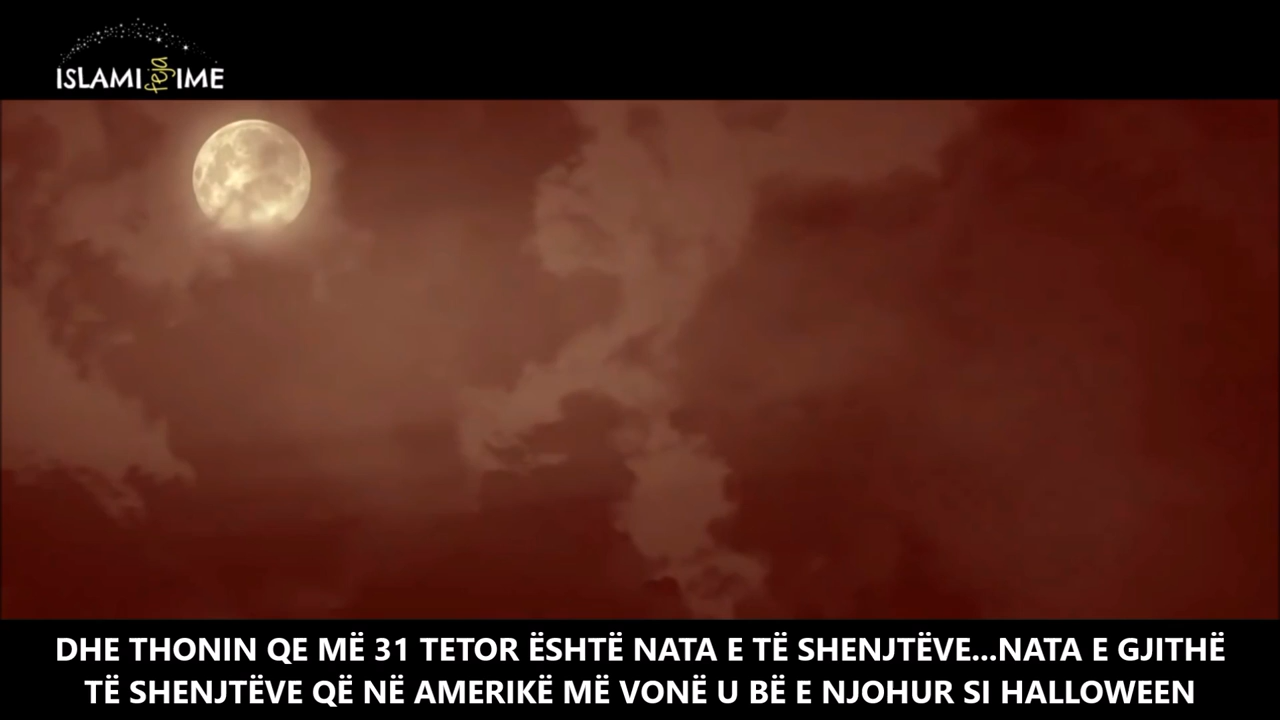 ISLAMI feja IME
DHE THONIN QE MË 31 TETOR ËSHTË NATA E TË SHENJTËVE...NATA E GJITHË
TË SHENJTËVE QË NË AMERIKË MË VONË U BË E NJOHUR SI HALLOWEEN